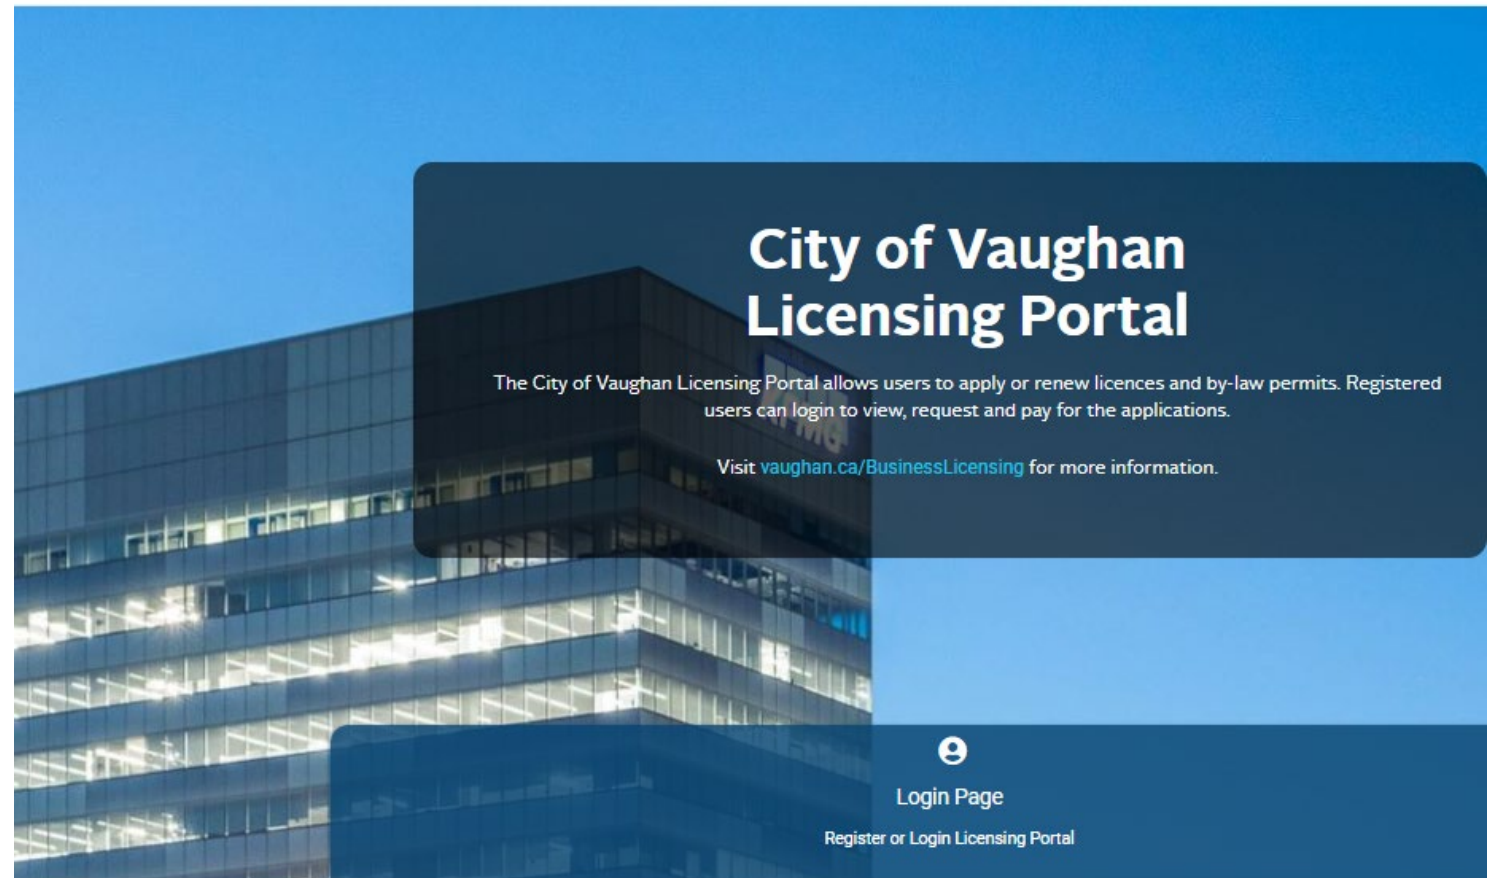 City of Vaughan
Licensing Portal
The City of Vaughan Licensing Portal allows users to apply or renew licences and by-law permits. Registered
users can login to view, request and pay for the applications.
Visit vaughan.ca/BusinessLicensing for more information.
KPMG
Login Page
Register or Login Licensing Portal